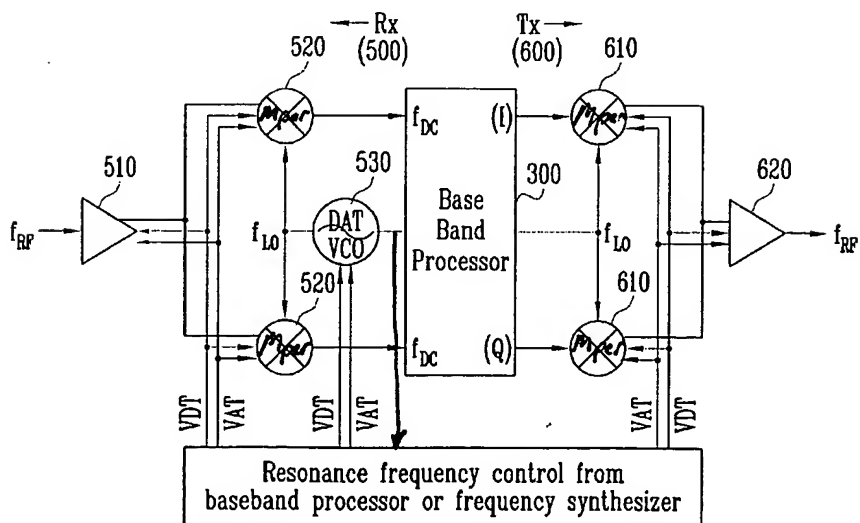 Rx Tx
(500) (600)
520 610
f_DC (I)
510 530 300 620
Base
Band
Processor
DAT
VCO
f_RF f_LO f_LO f_RF
520 610
f_DC (Q)
VDT VAT VDT VAT VAT VDT
Resonance frequency control from
baseband processor or frequency synthesizer